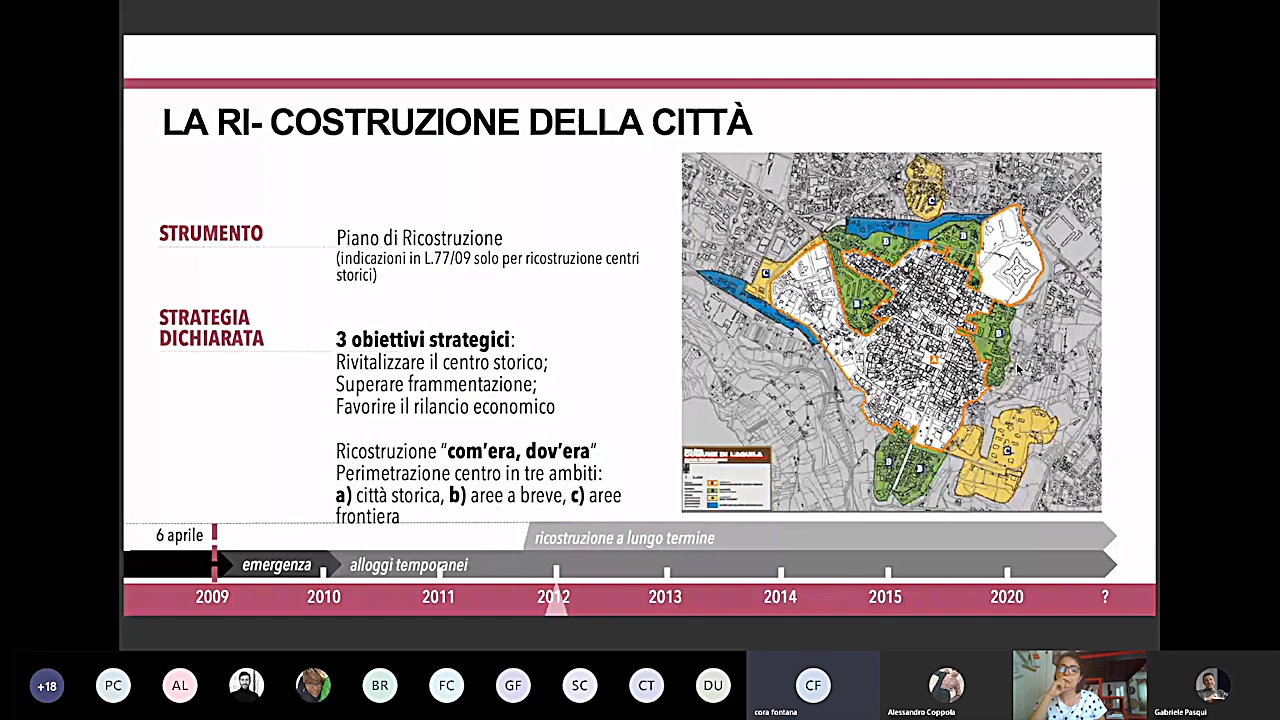 LA RI- COSTRUZIONE DELLA CITTÀ
STRUMENTO
Piano di Ricostruzione
(indicazioni in L.77/09 solo per ricostruzione centri
storici)
STRATEGIA
DICHIARATA
3 obiettivi strategici:
Rivitalizzare il centro storico;
Superare frammentazione;
Favorire il rilancio economico
Ricostruzione “com’era, dov’era“
Perimetrazione centro in tre ambiti:
a) città storica, b) aree a breve, c) aree
frontiera
C
B
B
C
B
B
A
C
B
B
COMUNE DI L'AQUILA
6 aprile
ricostruzione a lungo termine
emergenza
alloggi temporanei
2009 2010 2011 2012 2013 2014 2015 2020 ?
+18 PC AL BR FC GF SC CT DU CF
cora fontana
Alessandro Coppola
Gabriele Pasqui